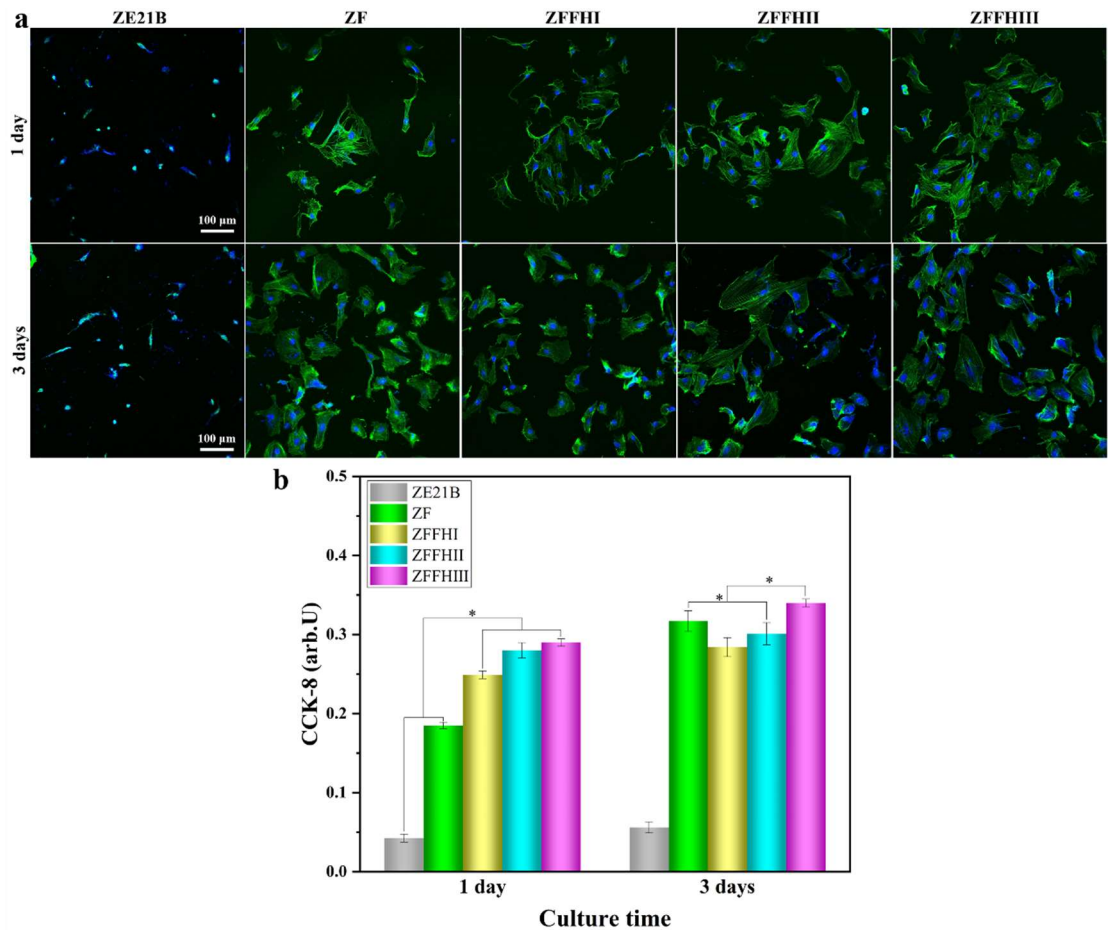 a
ZE21B ZF ZFFHI ZFFHII ZFFHIII
1 day
100 μm
3 days
100 μm
b
ZE21B
ZF
ZFFHI
ZFFHII
ZFFHIII
0.5
0.4
0.3
0.2
0.1
0.0
CCK-8 (arb.U)
*
*
*
1 day 3 days
Culture time